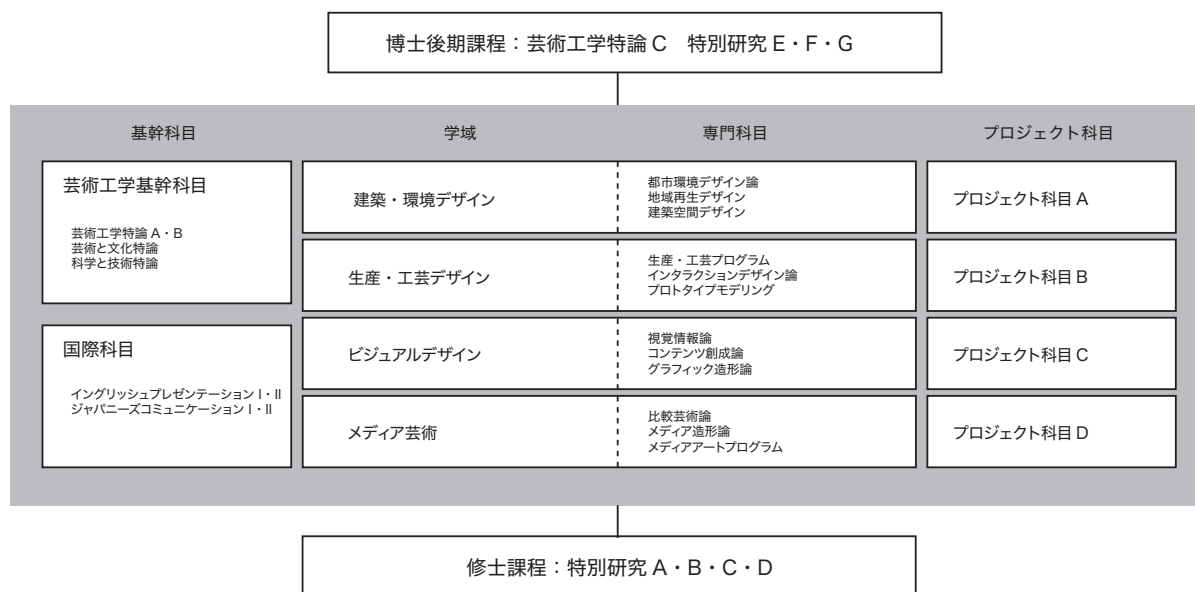 博士後期課程：芸術工学特論 C　特別研究 E・F・G
基幹科目
学域
専門科目
プロジェクト科目
芸術工学基幹科目
芸術工学特論 A・B
芸術と文化特論
科学と技術特論
国際科目
イングリッシュプレゼンテーション I・II
ジャパニーズコミュニケーション I・II
建築・環境デザイン
都市環境デザイン論
地域再生デザイン
建築空間デザイン
プロジェクト科目 A
生産・工芸デザイン
生産・工芸プログラム
インタラクションデザイン論
プロトタイプモデリング
プロジェクト科目 B
ビジュアルデザイン
視覚情報論
コンテンツ創成論
グラフィック造形論
プロジェクト科目 C
メディア芸術
比較芸術論
メディア造形論
メディアアートプログラム
プロジェクト科目 D
修士課程：特別研究 A・B・C・D